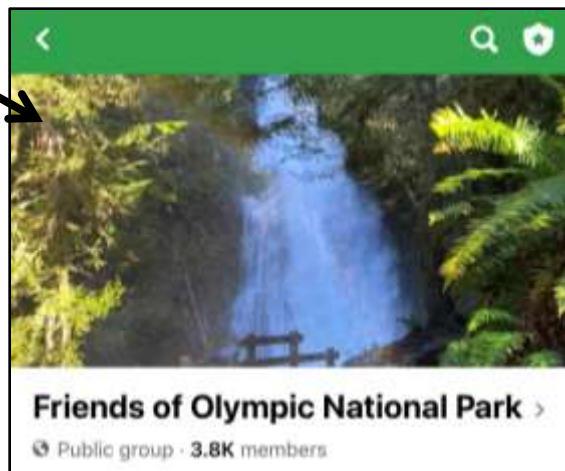 Friends of Olympic National Park
Public group · 3.8K members